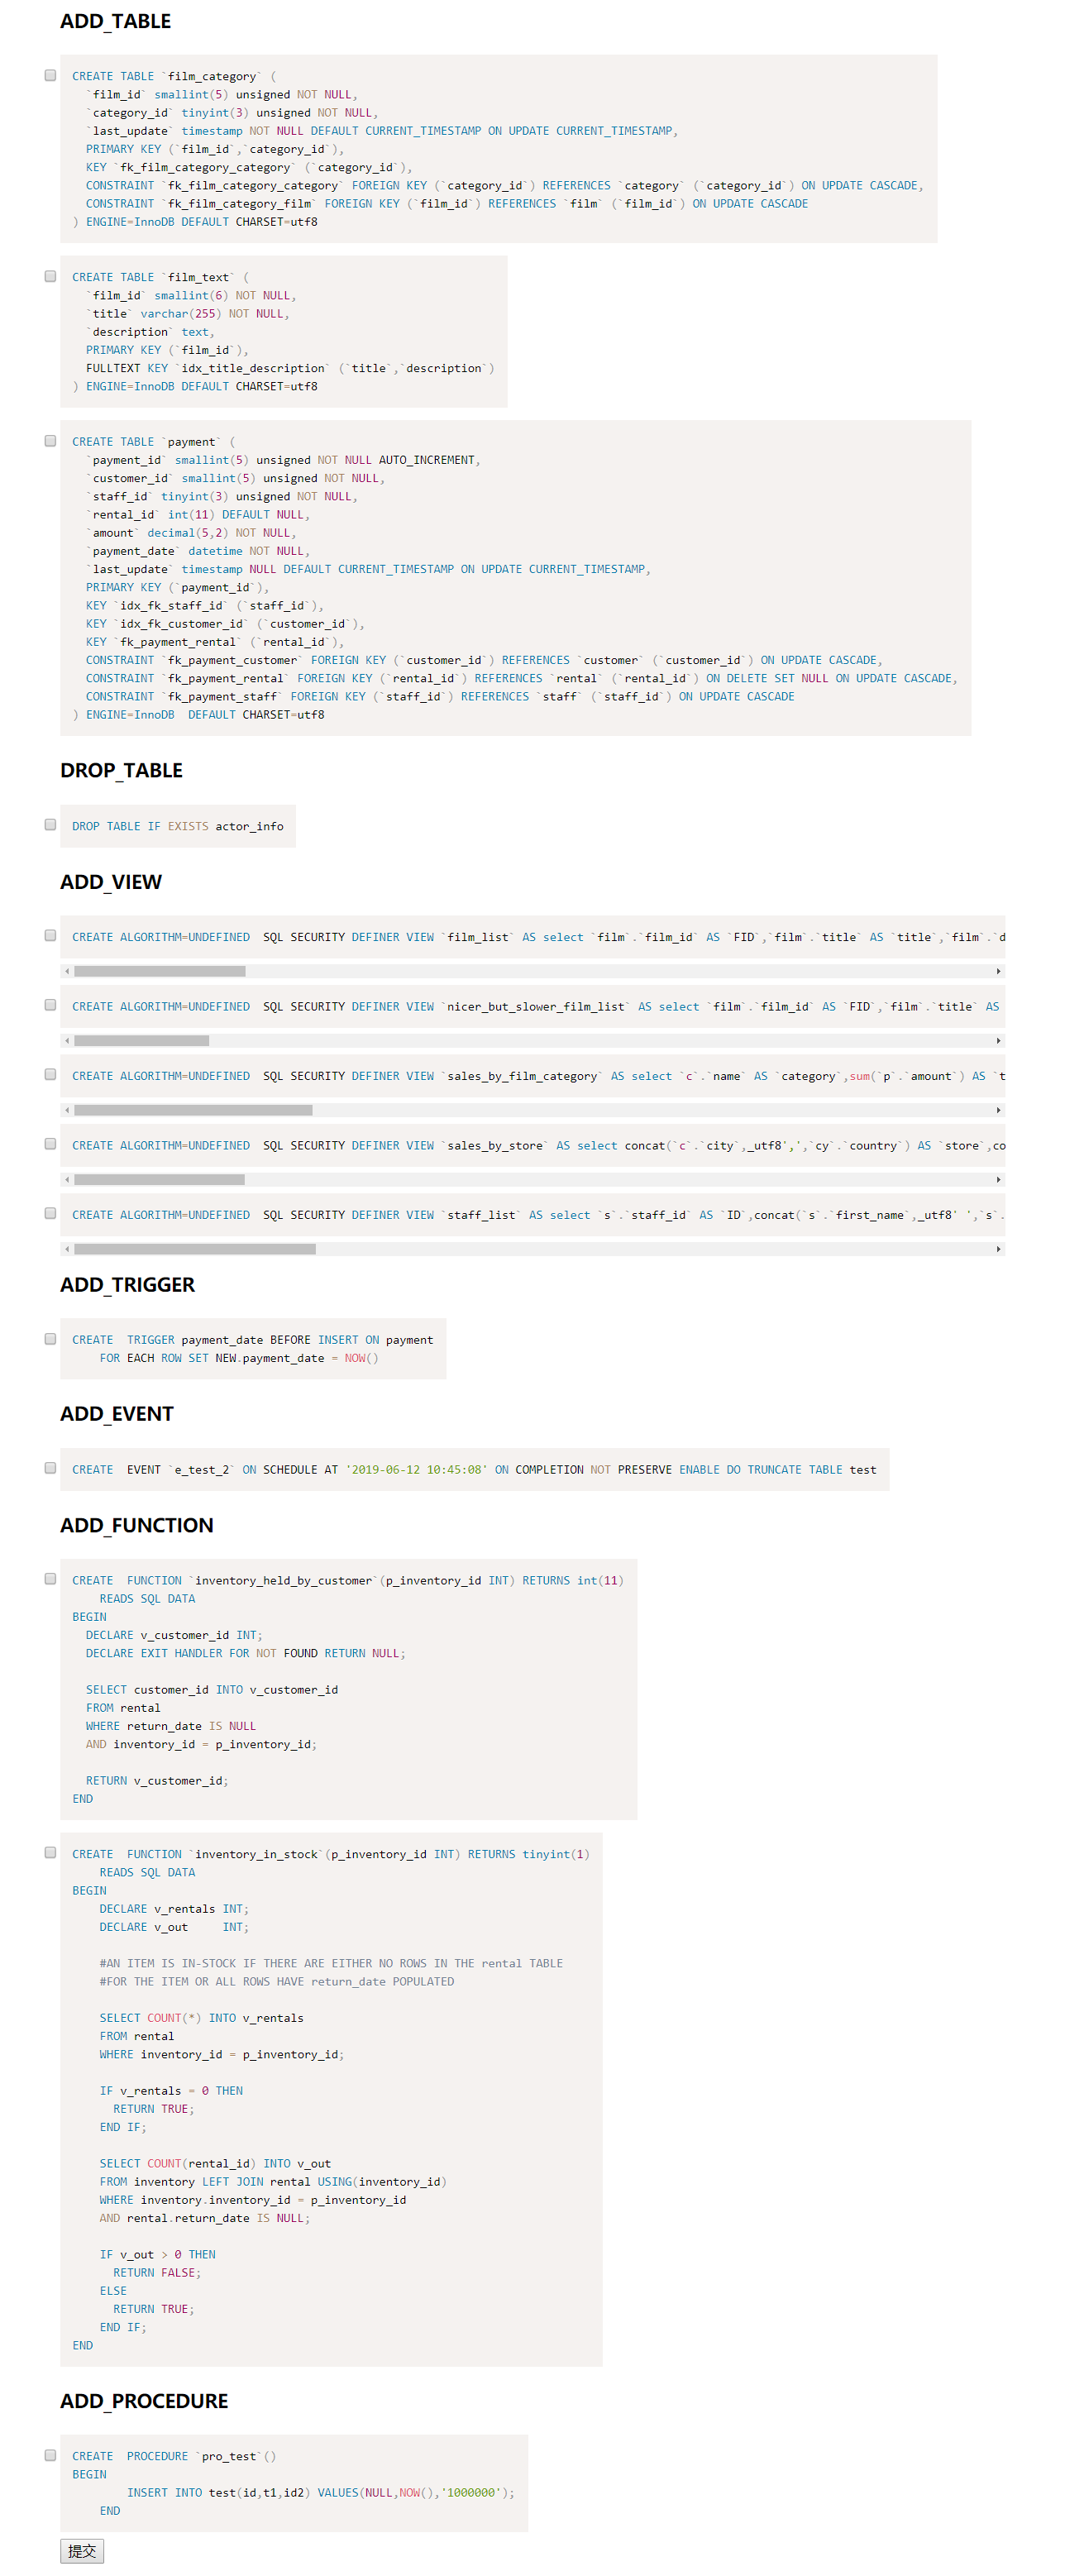 ADD_TABLE
CREATE TABLE `film_category` (
  `film_id` smallint(5) unsigned NOT NULL,
  `category_id` tinyint(3) unsigned NOT NULL,
  `last_update` timestamp NOT NULL DEFAULT CURRENT_TIMESTAMP ON UPDATE CURRENT_TIMESTAMP,
  PRIMARY KEY (`film_id`,`category_id`),
  KEY `fk_film_category_category` (`category_id`),
  CONSTRAINT `fk_film_category_category` FOREIGN KEY (`category_id`) REFERENCES `category` (`category_id`) ON UPDATE CASCADE,
  CONSTRAINT `fk_film_category_film` FOREIGN KEY (`film_id`) REFERENCES `film` (`film_id`) ON UPDATE CASCADE
) ENGINE=InnoDB DEFAULT CHARSET=utf8
CREATE TABLE `film_text` (
  `film_id` smallint(6) NOT NULL,
  `title` varchar(255) NOT NULL,
  `description` text,
  PRIMARY KEY (`film_id`),
  FULLTEXT KEY `idx_title_description` (`title`,`description`)
) ENGINE=InnoDB DEFAULT CHARSET=utf8
CREATE TABLE `payment` (
  `payment_id` smallint(5) unsigned NOT NULL AUTO_INCREMENT,
  `customer_id` smallint(5) unsigned NOT NULL,
  `staff_id` tinyint(3) unsigned NOT NULL,
  `rental_id` int(11) DEFAULT NULL,
  `amount` decimal(5,2) NOT NULL,
  `payment_date` datetime NOT NULL,
  `last_update` timestamp NULL DEFAULT CURRENT_TIMESTAMP ON UPDATE CURRENT_TIMESTAMP,
  PRIMARY KEY (`payment_id`),
  KEY `idx_fk_staff_id` (`staff_id`),
  KEY `idx_fk_customer_id` (`customer_id`),
  KEY `fk_payment_rental` (`rental_id`),
  CONSTRAINT `fk_payment_customer` FOREIGN KEY (`customer_id`) REFERENCES `customer` (`customer_id`) ON UPDATE CASCADE,
  CONSTRAINT `fk_payment_rental` FOREIGN KEY (`rental_id`) REFERENCES `rental` (`rental_id`) ON DELETE SET NULL ON UPDATE CASCADE,
  CONSTRAINT `fk_payment_staff` FOREIGN KEY (`staff_id`) REFERENCES `staff` (`staff_id`) ON UPDATE CASCADE
) ENGINE=InnoDB  DEFAULT CHARSET=utf8
DROP_TABLE
DROP TABLE IF EXISTS actor_info
ADD_VIEW
CREATE ALGORITHM=UNDEFINED  SQL SECURITY DEFINER VIEW `film_list` AS select `film`.`film_id` AS `FID`,`film`.`title` AS `title`,`film`.`d
CREATE ALGORITHM=UNDEFINED  SQL SECURITY DEFINER VIEW `nicer_but_slower_film_list` AS select `film`.`film_id` AS `FID`,`film`.`title` AS
CREATE ALGORITHM=UNDEFINED  SQL SECURITY DEFINER VIEW `sales_by_film_category` AS select `c`.`name` AS `category`,sum(`p`.`amount`) AS `t
CREATE ALGORITHM=UNDEFINED  SQL SECURITY DEFINER VIEW `sales_by_store` AS select concat(`c`.`city`,_utf8',',`cy`.`country`) AS `store`,co
CREATE ALGORITHM=UNDEFINED  SQL SECURITY DEFINER VIEW `staff_list` AS select `s`.`staff_id` AS `ID`,concat(`s`.`first_name`,_utf8' ',`s`.
ADD_TRIGGER
CREATE  TRIGGER payment_date BEFORE INSERT ON payment
    FOR EACH ROW SET NEW.payment_date = NOW()
ADD_EVENT
CREATE  EVENT `e_test_2` ON SCHEDULE AT '2019-06-12 10:45:08' ON COMPLETION NOT PRESERVE ENABLE DO TRUNCATE TABLE test
ADD_FUNCTION
CREATE  FUNCTION `inventory_held_by_customer`(p_inventory_id INT) RETURNS int(11)
    READS SQL DATA
BEGIN
  DECLARE v_customer_id INT;
  DECLARE EXIT HANDLER FOR NOT FOUND RETURN NULL;
  SELECT customer_id INTO v_customer_id
  FROM rental
  WHERE return_date IS NULL
  AND inventory_id = p_inventory_id;
  RETURN v_customer_id;
END
CREATE  FUNCTION `inventory_in_stock`(p_inventory_id INT) RETURNS tinyint(1)
    READS SQL DATA
BEGIN
    DECLARE v_rentals INT;
    DECLARE v_out     INT;
    #AN ITEM IS IN-STOCK IF THERE ARE EITHER NO ROWS IN THE rental TABLE
    #FOR THE ITEM OR ALL ROWS HAVE return_date POPULATED
    SELECT COUNT(*) INTO v_rentals
    FROM rental
    WHERE inventory_id = p_inventory_id;
    IF v_rentals = 0 THEN
      RETURN TRUE;
    END IF;
    SELECT COUNT(rental_id) INTO v_out
    FROM inventory LEFT JOIN rental USING(inventory_id)
    WHERE inventory.inventory_id = p_inventory_id
    AND rental.return_date IS NULL;
    IF v_out > 0 THEN
      RETURN FALSE;
    ELSE
      RETURN TRUE;
    END IF;
END
ADD_PROCEDURE
CREATE  PROCEDURE `pro_test`()
BEGIN
        INSERT INTO test(id,t1,id2) VALUES(NULL,NOW(),'1000000');
    END
提交